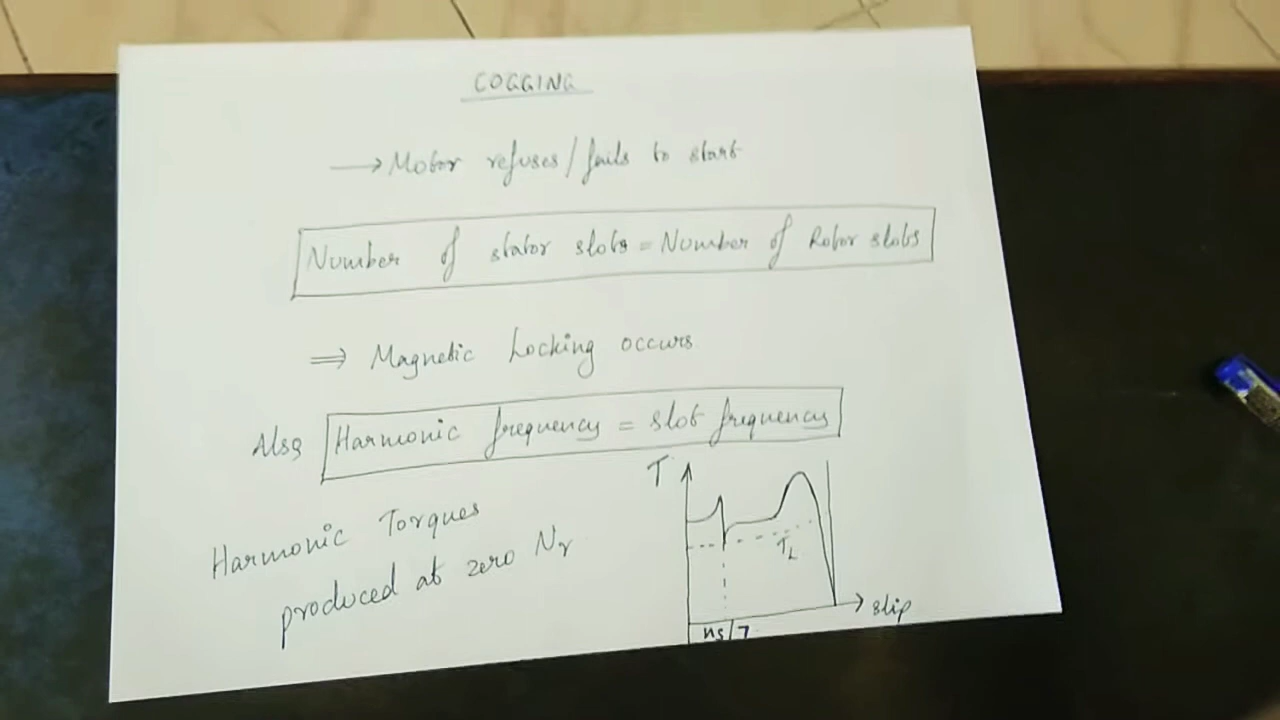 COGGING
→ Motor refuses/fails to start
Number of stator slots = Number of Rotor slots
⇒ Magnetic Locking occurs
Also Harmonic frequency = slot frequency
Harmonic Torques
produced at zero Nr
T
TL
slip
ns/7